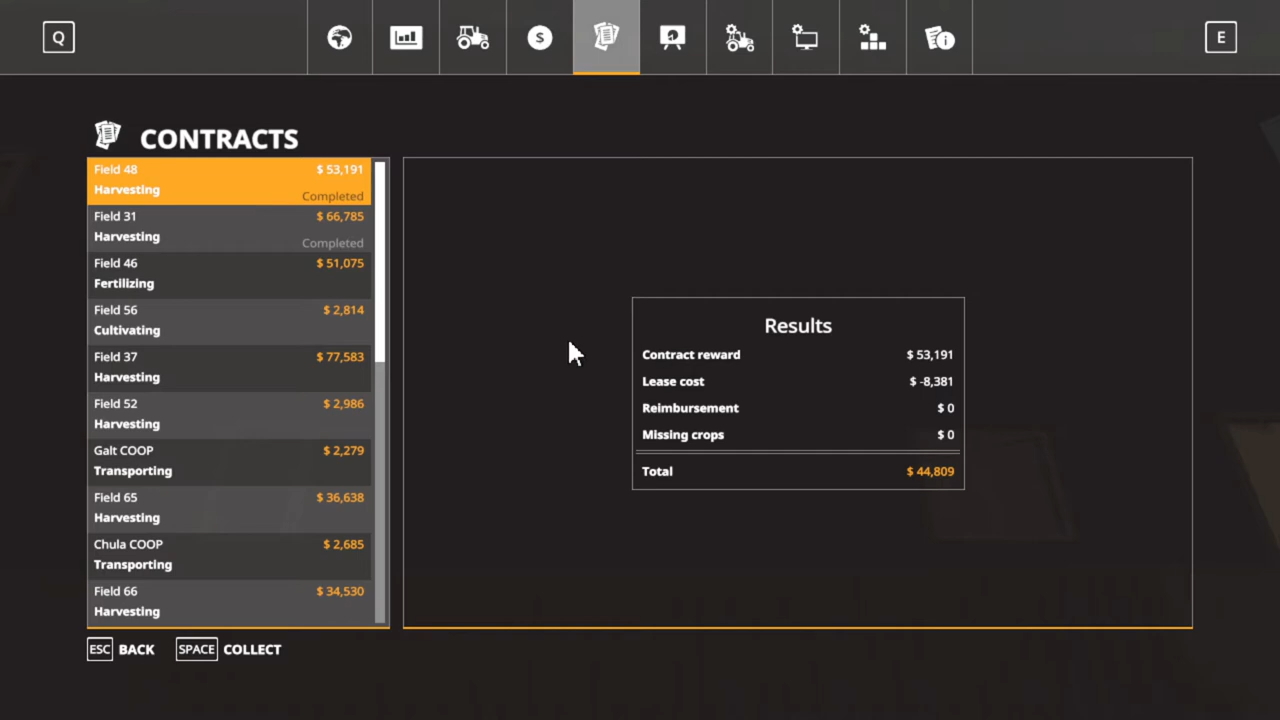 Q
E
CONTRACTS
Field 48 $ 53,191
Harvesting
Completed
Field 31 $ 66,785
Harvesting
Completed
Field 46 $ 51,075
Fertilizing
Field 56 $ 2,814
Cultivating
Field 37 $ 77,583
Harvesting
Field 52 $ 2,986
Harvesting
Galt COOP $ 2,279
Transporting
Field 65 $ 36,638
Harvesting
Chula COOP $ 2,685
Transporting
Field 66 $ 34,530
Harvesting
Results
Contract reward $ 53,191
Lease cost $ -8,381
Reimbursement $ 0
Missing crops $ 0
Total $ 44,809
ESC BACK SPACE COLLECT